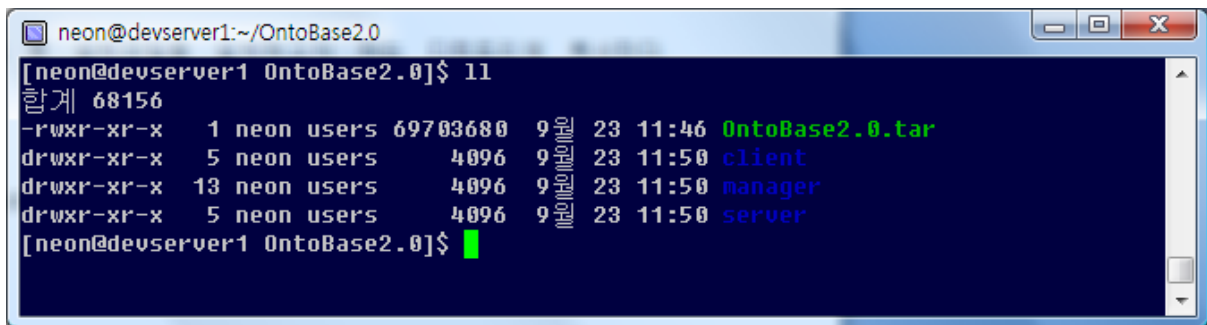 neon@devserver1:~/OntoBase2.0
[neon@devserver1 OntoBase2.0]$ ll
합계 68156
-rwxr-xr-x 1 neon users 69703680 9월 23 11:46 OntoBase2.0.tar
drwxr-xr-x 5 neon users 4096 9월 23 11:50 client
drwxr-xr-x 13 neon users 4096 9월 23 11:50 manager
drwxr-xr-x 5 neon users 4096 9월 23 11:50 server
[neon@devserver1 OntoBase2.0]$